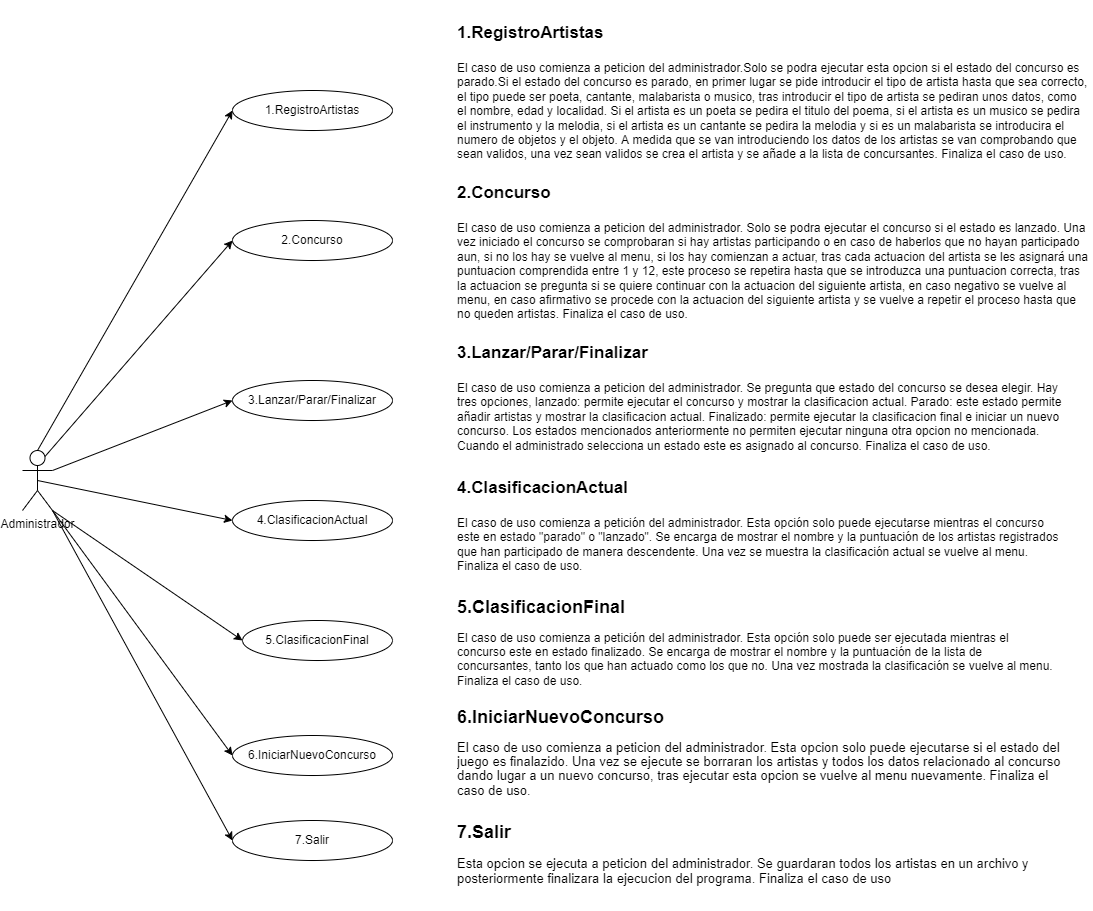 1.RegistroArtistas
El caso de uso comienza a peticion del administrador.Solo se podra ejecutar esta opcion si el estado del concurso es
parado.Si el estado del concurso es parado, en primer lugar se pide introducir el tipo de artista hasta que sea correcto,
el tipo puede ser poeta, cantante, malabarista o musico, tras introducir el tipo de artista se pediran unos datos, como
el nombre, edad y localidad. Si el artista es un poeta se pedira el titulo del poema, si el artista es un musico se pedira
el instrumento y la melodia, si el artista es un cantante se pedira la melodia y si es un malabarista se introducira el
numero de objetos y el objeto. A medida que se van introduciendo los datos de los artistas se van comprobando que
sean validos, una vez sean validos se crea el artista y se añade a la lista de concursantes. Finaliza el caso de uso.
1.RegistroArtistas
2.Concurso
El caso de uso comienza a peticion del administrador. Solo se podra ejecutar el concurso si el estado es lanzado. Una
vez iniciado el concurso se comprobaran si hay artistas participando o en caso de haberlos que no hayan participado
aun, si no los hay se vuelve al menu, si los hay comienzan a actuar, tras cada actuacion del artista se les asignará una
puntuacion comprendida entre 1 y 12, este proceso se repetira hasta que se introduzca una puntuacion correcta, tras
la actuacion se pregunta si se quiere continuar con la actuacion del siguiente artista, en caso negativo se vuelve al
menu, en caso afirmativo se procede con la actuacion del siguiente artista y se vuelve a repetir el proceso hasta que
no queden artistas. Finaliza el caso de uso.
2.Concurso
3.Lanzar/Parar/Finalizar
El caso de uso comienza a peticion del administrador. Se pregunta que estado del concurso se desea elegir. Hay
tres opciones, lanzado: permite ejecutar el concurso y mostrar la clasificacion actual. Parado: este estado permite
añadir artistas y mostrar la clasificacion actual. Finalizado: permite ejecutar la clasificacion final e iniciar un nuevo
concurso. Los estados mencionados anteriormente no permiten ejecutar ninguna otra opcion no mencionada.
Cuando el administrado selecciona un estado este es asignado al concurso. Finaliza el caso de uso.
3.Lanzar/Parar/Finalizar
Administrador
4.ClasificacionActual
El caso de uso comienza a petición del administrador. Esta opción solo puede ejecutarse mientras el concurso
este en estado "parado" o "lanzado". Se encarga de mostrar el nombre y la puntuación de los artistas registrados
que han participado de manera descendente. Una vez se muestra la clasificación actual se vuelve al menu.
Finaliza el caso de uso.
4.ClasificacionActual
5.ClasificacionFinal
El caso de uso comienza a petición del administrador. Esta opción solo puede ser ejecutada mientras el
concurso este en estado finalizado. Se encarga de mostrar el nombre y la puntuación de la lista de
concursantes, tanto los que han actuado como los que no. Una vez mostrada la clasificación se vuelve al menu.
Finaliza el caso de uso.
5.ClasificacionFinal
6.IniciarNuevoConcurso
El caso de uso comienza a peticion del administrador. Esta opcion solo puede ejecutarse si el estado del
juego es finalazido. Una vez se ejecute se borraran los artistas y todos los datos relacionado al concurso
dando lugar a un nuevo concurso, tras ejecutar esta opcion se vuelve al menu nuevamente. Finaliza el
caso de uso.
6.IniciarNuevoConcurso
7.Salir
Esta opcion se ejecuta a peticion del administrador. Se guardaran todos los artistas en un archivo y
posteriormente finalizara la ejecucion del programa. Finaliza el caso de uso
7.Salir